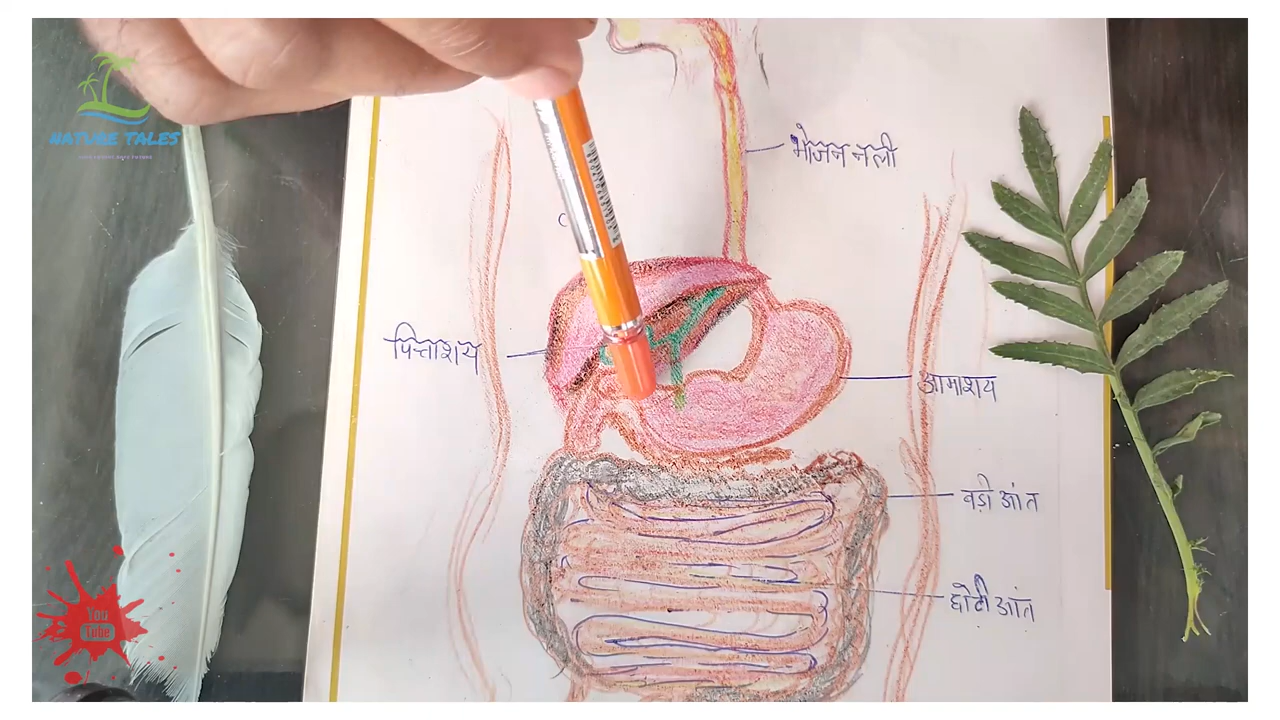 NATURE TALES
भोजन नली
पित्ताशय
आमाशय
बड़ी आंत
छोटी आंत
You
Tube